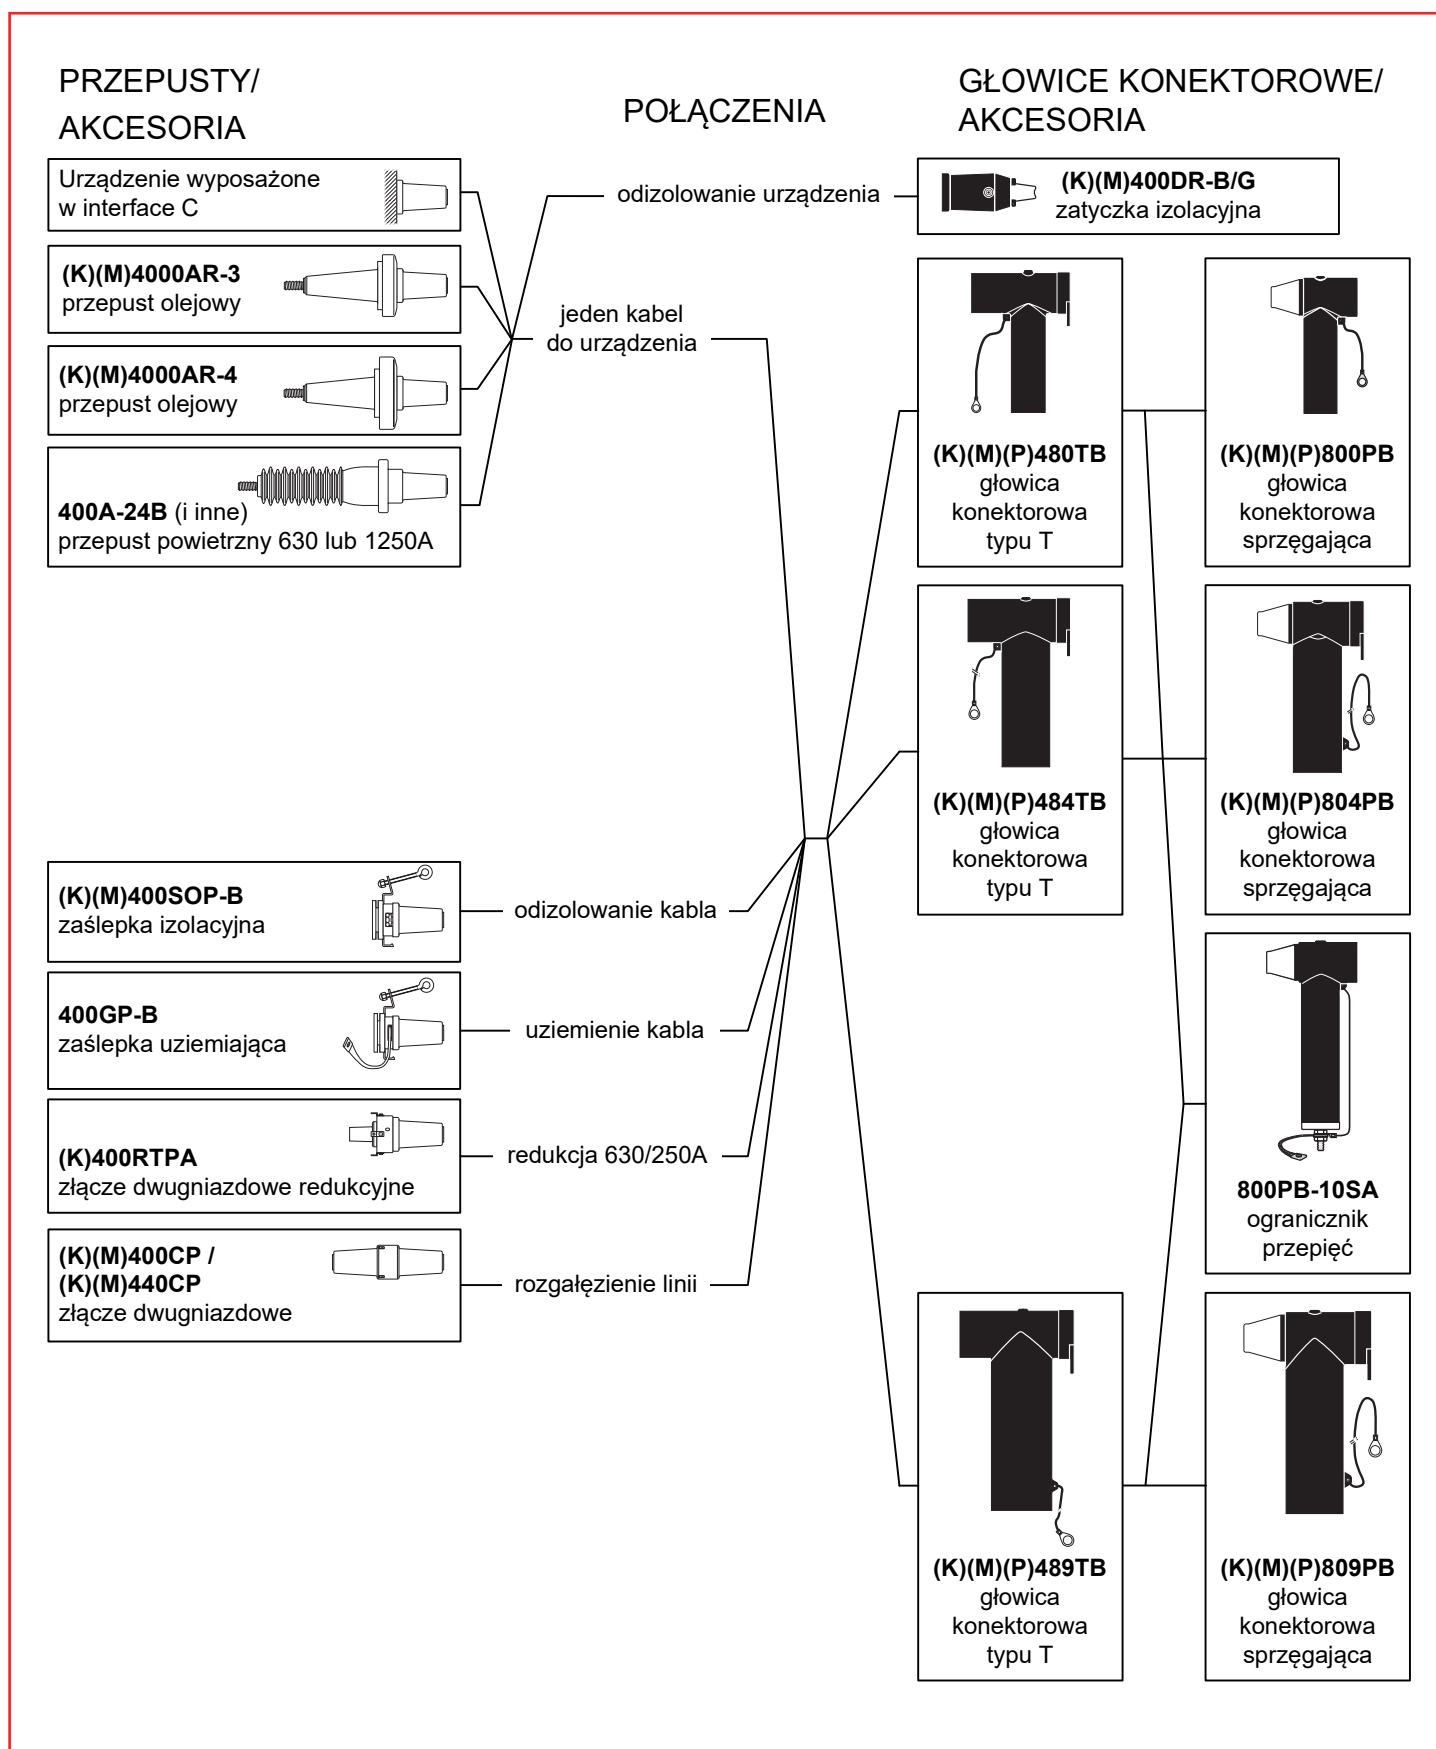 PRZEPUSTY/
AKCESORIA
POŁĄCZENIA
GŁOWICE KONEKTOROWE/
AKCESORIA
Urządzenie wyposażone
w interface C
(K)(M)4000AR-3
przepust olejowy
(K)(M)4000AR-4
przepust olejowy
400A-24B (i inne)
przepust powietrzny 630 lub 1250A
(K)(M)400SOP-B
zaślepka izolacyjna
400GP-B
zaślepka uziemiająca
(K)400RTPA
złącze dwugniazdowe redukcyjne
(K)(M)400CP /
(K)(M)440CP
złącze dwugniazdowe
odizolowanie urządzenia
jeden kabel
do urządzenia
odizolowanie kabla
uziemienie kabla
redukcja 630/250A
rozgałęzienie linii
(K)(M)400DR-B/G
zatyczka izolacyjna
(K)(M)(P)480TB
głowica
konektorowa
typu T
(K)(M)(P)800PB
głowica
konektorowa
sprzęgająca
(K)(M)(P)484TB
głowica
konektorowa
typu T
(K)(M)(P)804PB
głowica
konektorowa
sprzęgająca
800PB-10SA
ogranicznik
przepięć
(K)(M)(P)489TB
głowica
konektorowa
typu T
(K)(M)(P)809PB
głowica
konektorowa
sprzęgająca